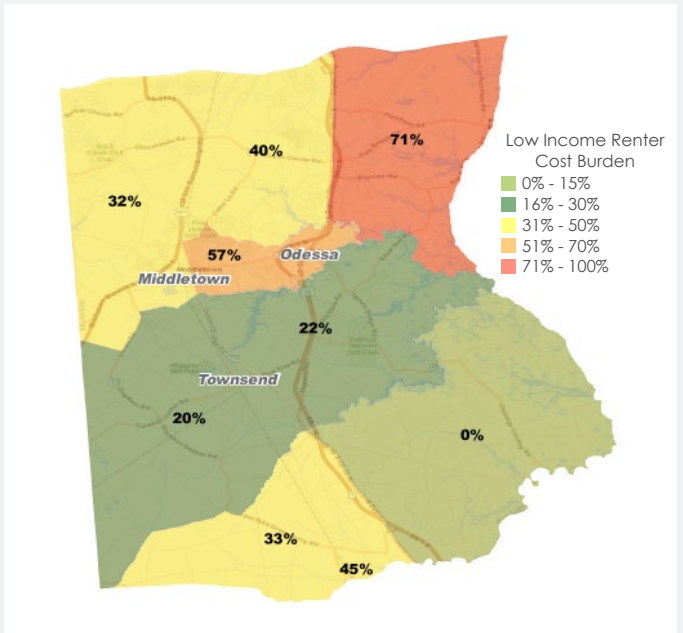 71%
40%
32%
57%
Odessa
Middletown
22%
Townsend
20%
0%
33%
45%
Low Income Renter
Cost Burden
0% - 15%
16% - 30%
31% - 50%
51% - 70%
71% - 100%